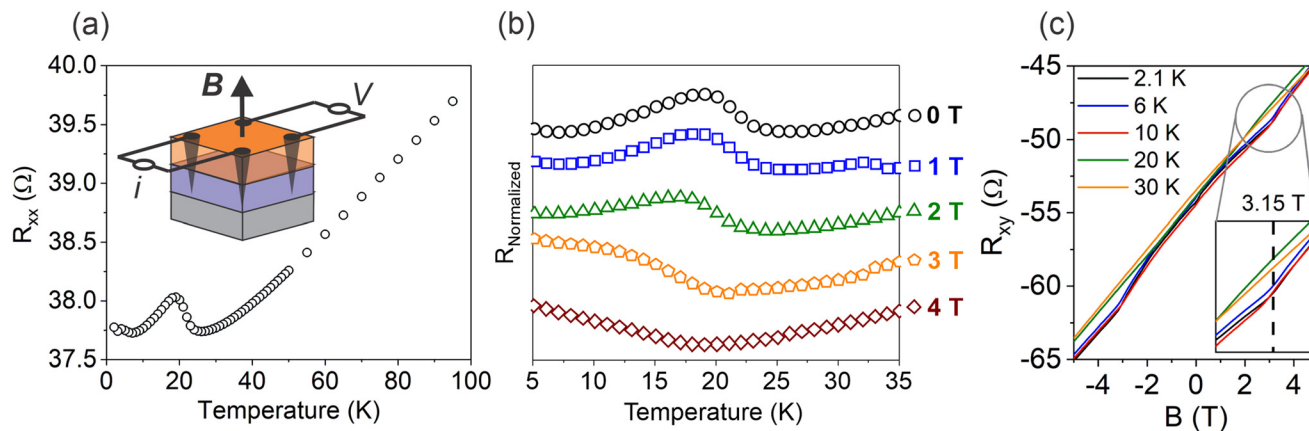 (a)
40.0
39.5
39.0
38.5
38.0
37.5
R_xx (Ω)
B
V
i
0 20 40 60 80 100
Temperature (K)
(b)
R_Normalized
0 T
1 T
2 T
3 T
4 T
5 10 15 20 25 30 35
Temperature (K)
(c)
-45
-50
-55
-60
-65
R_xy (Ω)
2.1 K
6 K
10 K
20 K
30 K
3.15 T
-4 -2 0 2 4
B (T)